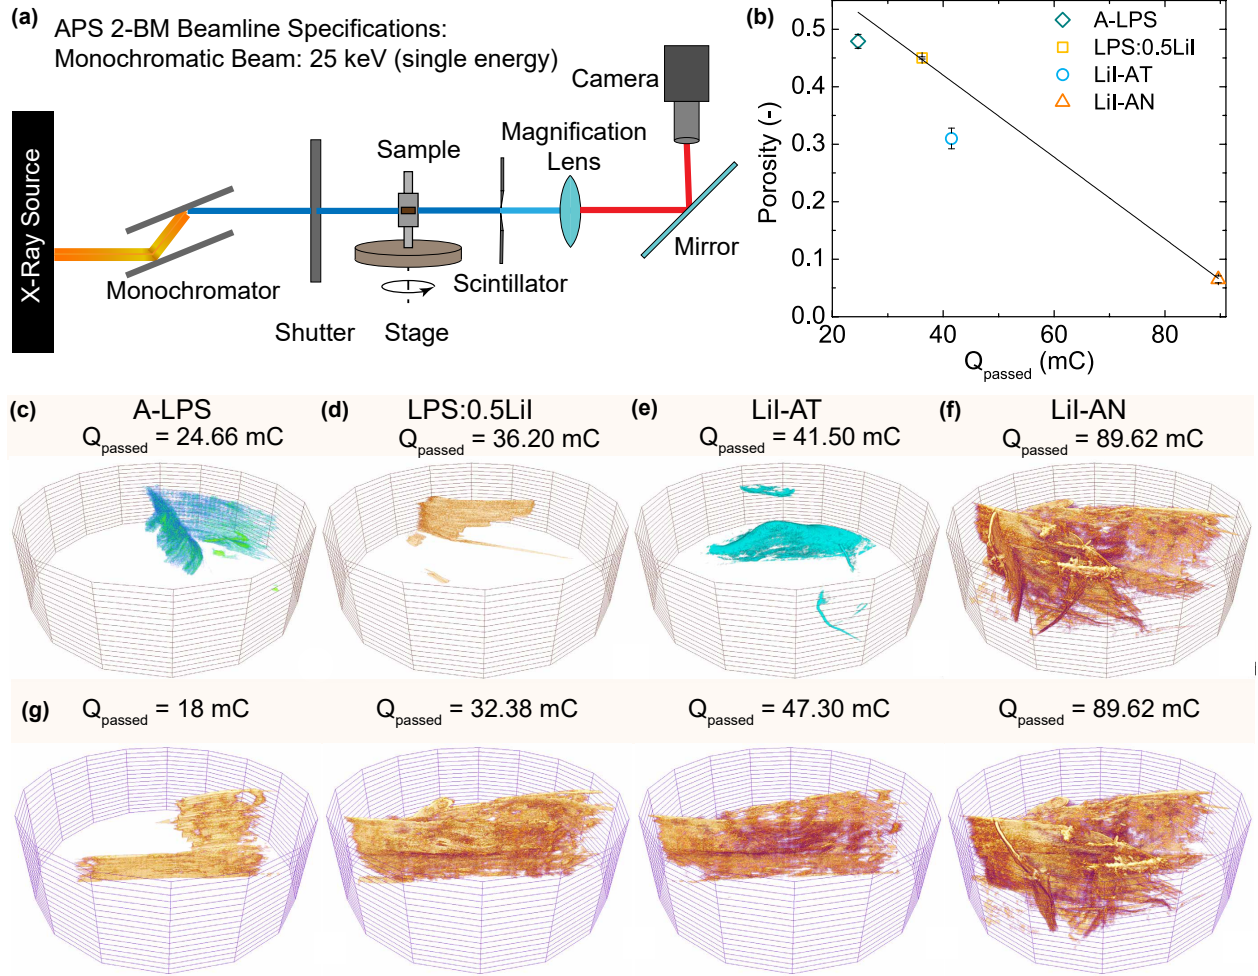 (a)
APS 2-BM Beamline Specifications:
Monochromatic Beam: 25 keV (single energy)
X-Ray Source
Monochromator
Shutter
Sample
Stage
Scintillator
Magnification
Lens
Camera
Mirror
(b)
A-LPS
LPS:0.5LiI
LiI-AT
LiI-AN
Porosity (-)
0.5
0.4
0.3
0.2
0.1
0.0
20 40 60 80
Qpassed (mC)
(c) A-LPS
Qpassed = 24.66 mC
(d) LPS:0.5LiI
Qpassed = 36.20 mC
(e) LiI-AT
Qpassed = 41.50 mC
(f) LiI-AN
Qpassed = 89.62 mC
(g) Qpassed = 18 mC
Qpassed = 32.38 mC
Qpassed = 47.30 mC
Qpassed = 89.62 mC